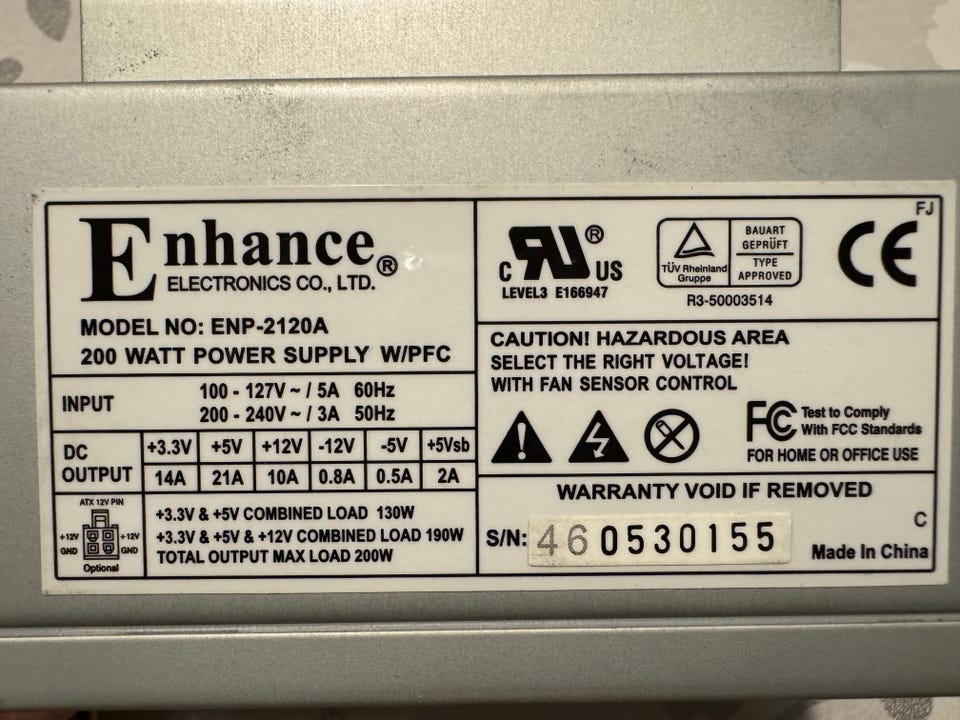 Enhance®
ELECTRONICS CO., LTD.
MODEL NO: ENP-2120A
200 WATT POWER SUPPLY W/PFC
INPUT
100 - 127V ~ / 5A 60Hz
200 - 240V ~ / 3A 50Hz
DC OUTPUT
+3.3V +5V +12V -12V -5V +5Vsb
14A 21A 10A 0.8A 0.5A 2A
ATX 12V PIN
+12V +12V
GND GND
Optional
+3.3V & +5V COMBINED LOAD 130W
+3.3V & +5V & +12V COMBINED LOAD 190W
TOTAL OUTPUT MAX LOAD 200W
FJ
C RU® US
LEVEL3 E166947
TÜV Rheinland
Gruppe
BAUART
GEPRÜFT
TYPE
APPROVED
R3-50003514
CE
CAUTION! HAZARDOUS AREA
SELECT THE RIGHT VOLTAGE!
WITH FAN SENSOR CONTROL
FC Test to Comply
With FCC Standards
FOR HOME OR OFFICE USE
WARRANTY VOID IF REMOVED
S/N: 460530155
C
Made In China